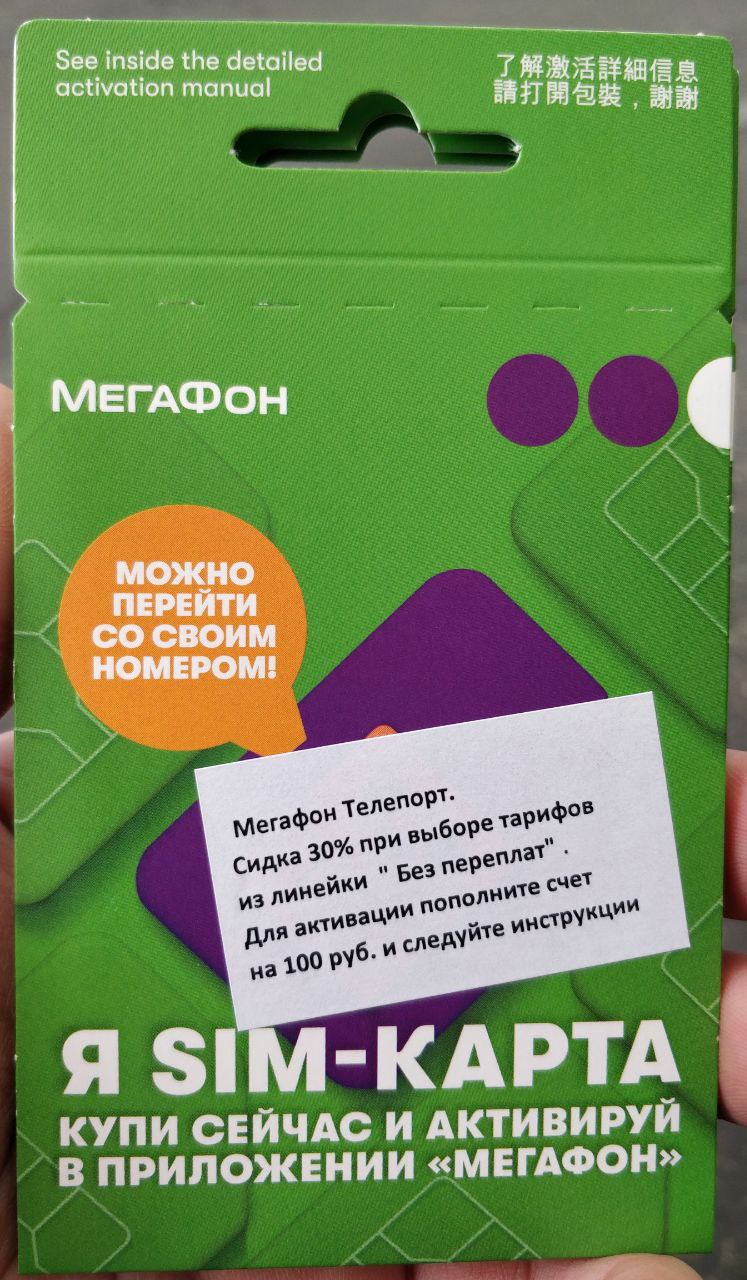 See inside the detailed
activation manual
了解激活詳細信息
請打開包裝，謝謝
МЕГАФОН
МОЖНО
ПЕРЕЙТИ
СО СВОИМ
НОМЕРОМ!
Мегафон Телепорт.
Сидка 30% при выборе тарифов
из линейки " Без переплат" .
Для активации пополните счет
на 100 руб. и следуйте инструкции
Я SIM-КАРТА
КУПИ СЕЙЧАС И АКТИВИРУЙ
В ПРИЛОЖЕНИИ «МЕГАФОН»